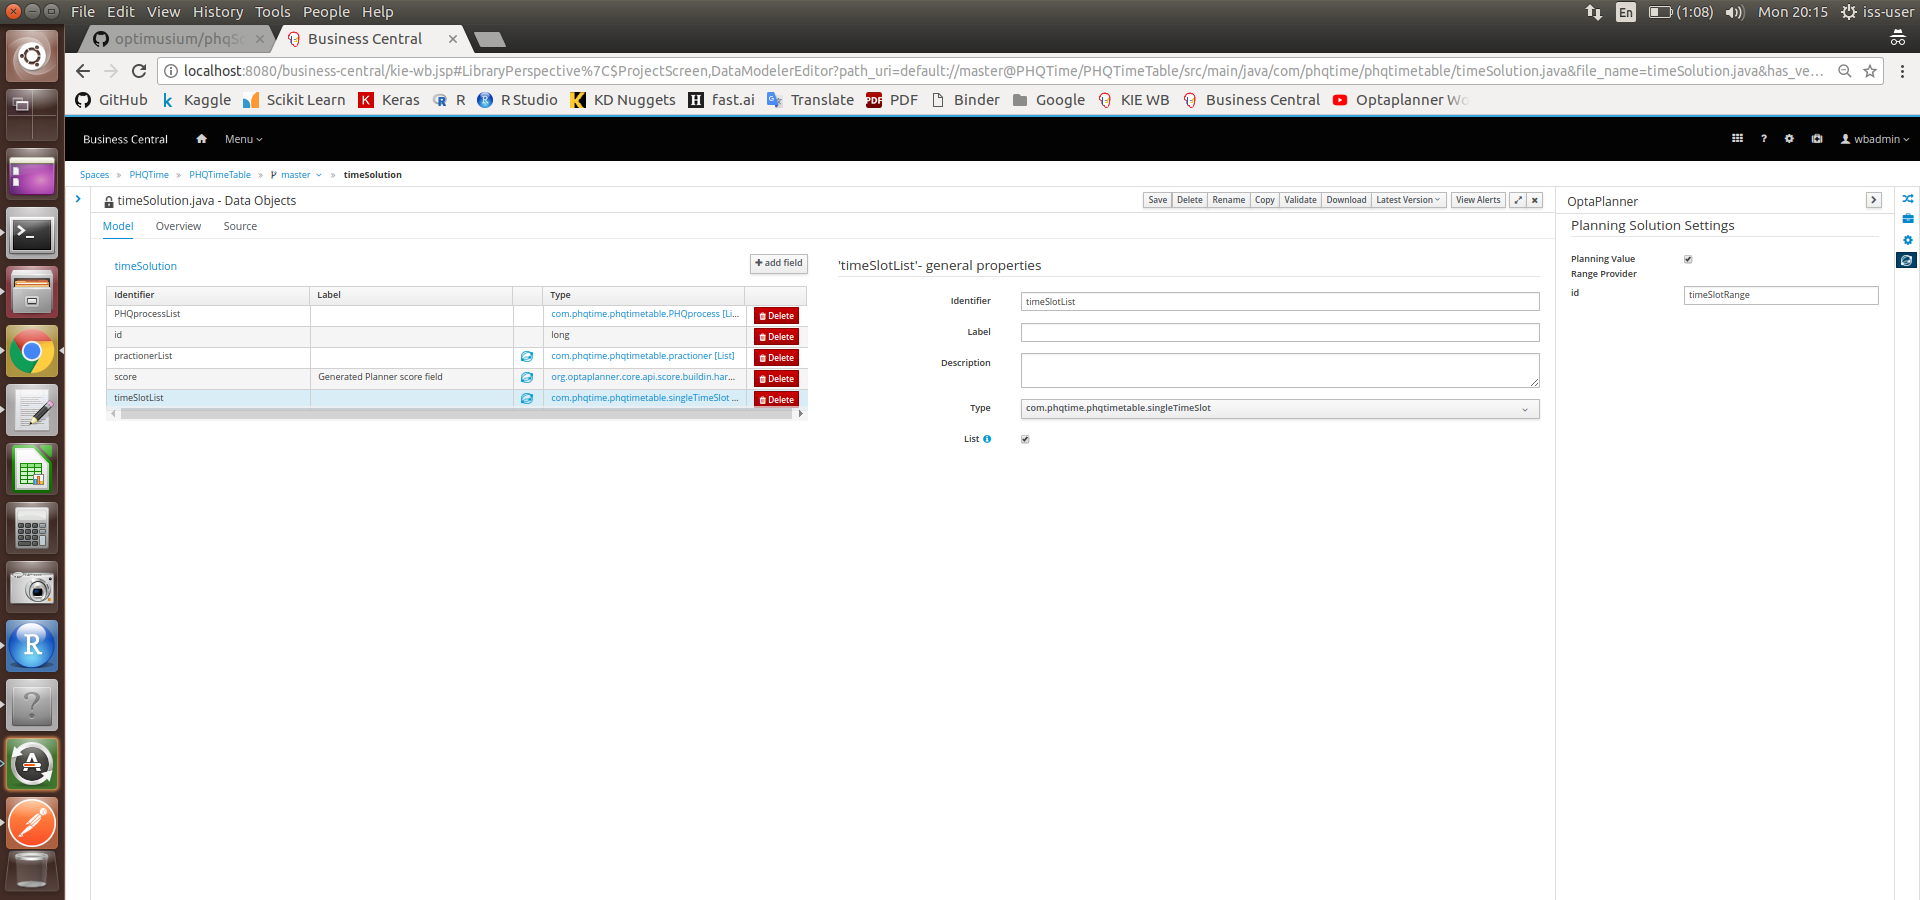 File Edit View History Tools People Help
En (1:08) Mon 20:15 iss-user
optimusium/phqSc Business Central
localhost:8080/business-central/kie-wb.jsp#LibraryPerspective%7C$ProjectScreen,DataModelerEditor?path_uri=default://master@PHQTime/PHQTimeTable/src/main/java/com/phqtime/phqtimetable/timeSolution.java&file_name=timeSolution.java&has_ve...
GitHub Kaggle Scikit Learn Keras R R Studio KD Nuggets fast.ai Translate PDF Binder Google KIE WB Business Central Optaplanner Wo
Business Central Menu wbadmin
Spaces » PHQTime » PHQTimeTable » master » timeSolution
timeSolution.java - Data Objects
Save Delete Rename Copy Validate Download Latest Version View Alerts
OptaPlanner
Model Overview Source
Planning Solution Settings
timeSolution
+ add field
'timeSlotList'- general properties
Planning Value
Range Provider
id timeSlotRange
Identifier Label Type
PHQprocessList com.phqtime.phqtimetable.PHQprocess [Li... Delete
id long Delete
practionerList com.phqtime.phqtimetable.practioner [List] Delete
score Generated Planner score field org.optaplanner.core.api.score.buildin.har... Delete
timeSlotList com.phqtime.phqtimetable.singleTimeSlot ... Delete
Identifier timeSlotList
Label
Description
Type com.phqtime.phqtimetable.singleTimeSlot
List